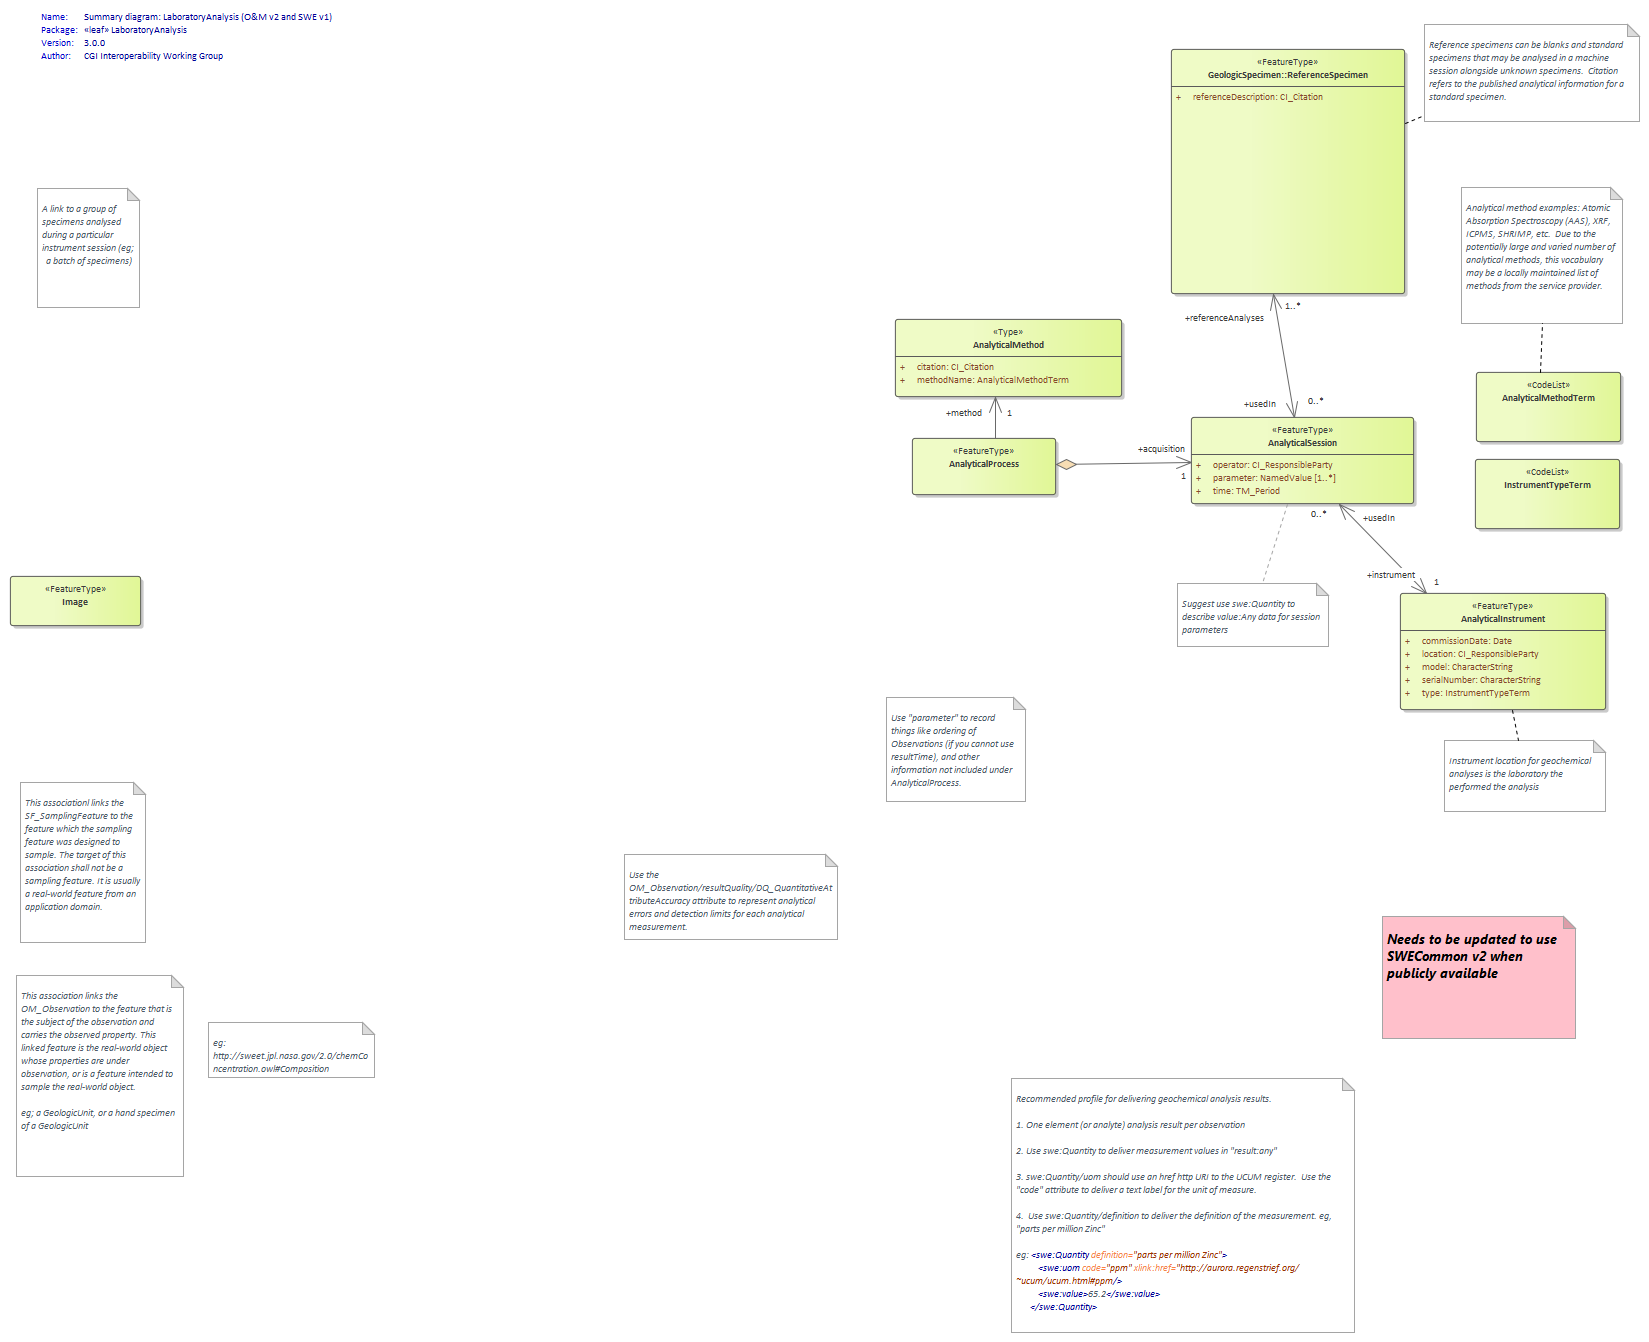 Name: Summary diagram: LaboratoryAnalysis (O&M v2 and SWE v1)
Package: «leaf» LaboratoryAnalysis
Version: 3.0.0
Author: CGI Interoperability Working Group
«FeatureType»
GeologicSpecimen::ReferenceSpecimen
+ referenceDescription: CI_Citation
Reference specimens can be blanks and standard
specimens that may be analysed in a machine
session alongside unknown specimens. Citation
refers to the published analytical information for a
standard specimen.
A link to a group of
specimens analysed
during a particular
instrument session (eg;
a batch of specimens)
Analytical method examples: Atomic
Absorption Spectroscopy (AAS), XRF,
ICPMS, SHRIMP, etc. Due to the
potentially large and varied number of
analytical methods, this vocabulary
may be a locally maintained list of
methods from the service provider.
1..*
+referenceAnalyses
«Type»
AnalyticalMethod
+ citation: CI_Citation
+ methodName: AnalyticalMethodTerm
+method 1
+usedIn 0..*
«CodeList»
AnalyticalMethodTerm
«FeatureType»
AnalyticalProcess
+acquisition
1
«FeatureType»
AnalyticalSession
+ operator: CI_ResponsibleParty
+ parameter: NamedValue [1..*]
+ time: TM_Period
«CodeList»
InstrumentTypeTerm
0..* +usedIn
+instrument 1
«FeatureType»
Image
Suggest use swe:Quantity to
describe value:Any data for session
parameters
«FeatureType»
AnalyticalInstrument
+ commissionDate: Date
+ location: CI_ResponsibleParty
+ model: CharacterString
+ serialNumber: CharacterString
+ type: InstrumentTypeTerm
Use "parameter" to record
things like ordering of
Observations (if you cannot use
resultTime), and other
information not included under
AnalyticalProcess.
Instrument location for geochemical
analyses is the laboratory the
performed the analysis
This associationl links the
SF_SamplingFeature to the
feature which the sampling
feature was designed to
sample. The target of this
association shall not be a
sampling feature. It is usually
a real-world feature from an
application domain.
Use the
OM_Observation/resultQuality/DQ_QuantitativeAt
tributeAccuracy attribute to represent analytical
errors and detection limits for each analytical
measurement.
Needs to be updated to use
SWECommon v2 when
publicly available
This association links the
OM_Observation to the feature that is
the subject of the observation and
carries the observed property. This
linked feature is the real-world object
whose properties are under
observation, or is a feature intended to
sample the real-world object.
eg; a GeologicUnit, or a hand specimen
of a GeologicUnit
eg:
http://sweet.jpl.nasa.gov/2.0/chemCo
ncentration.owl#Composition
Recommended profile for delivering geochemical analysis results.
1. One element (or analyte) analysis result per observation
2. Use swe:Quantity to deliver measurement values in "result:any"
3. swe:Quantity/uom should use an href http URI to the UCUM register. Use the
"code" attribute to deliver a text label for the unit of measure.
4. Use swe:Quantity/definition to deliver the definition of the measurement. eg,
"parts per million Zinc"
eg: <swe:Quantity definition="parts per million Zinc">
<swe:uom code="ppm" xlink:href="http://aurora.regenstrief.org/
~ucum/ucum.html#ppm/>
<swe:value>65.2</swe:value>
</swe:Quantity>